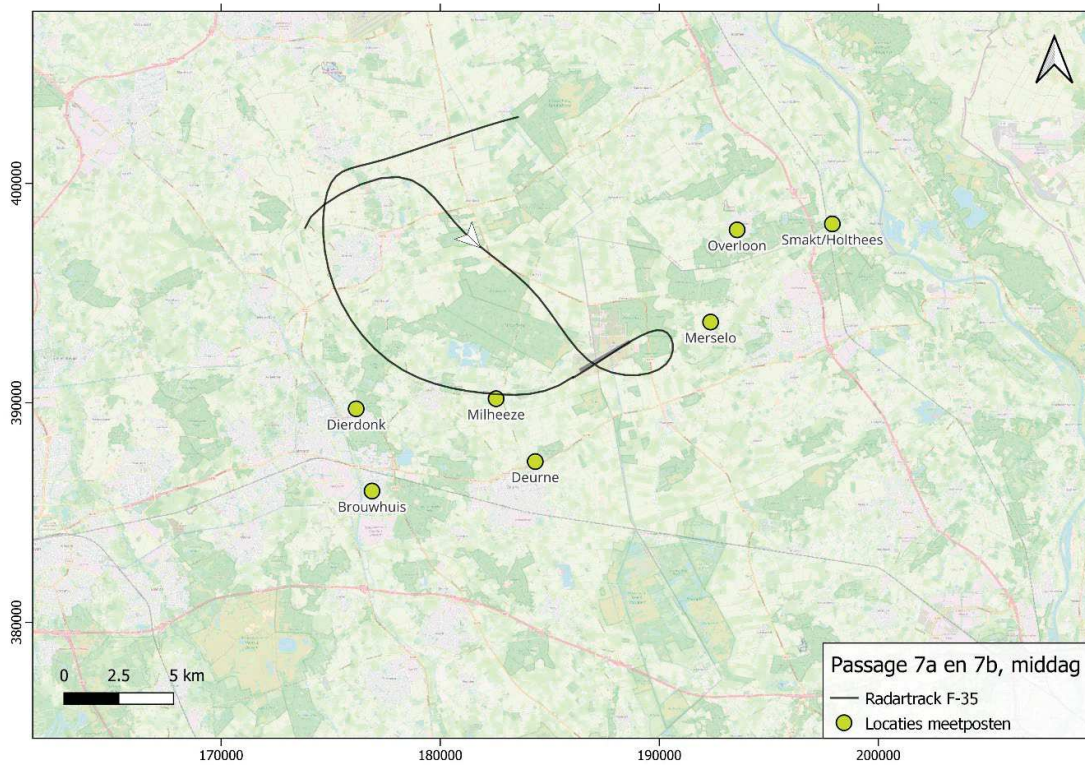 400000
390000
380000
Overloon
Smakt/Holthees
Merselo
Milheeze
Dierdonk
Deurne
Brouwhuis
0 2.5 5 km
Passage 7a en 7b, middag
Radartrack F-35
Locaties meetposten
170000 180000 190000 200000